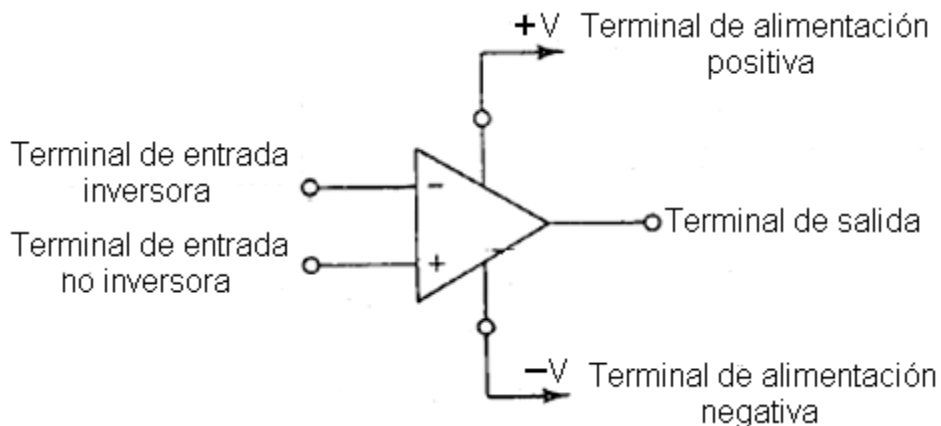 +V Terminal de alimentación
positiva
Terminal de entrada
inversora
-
Terminal de salida
Terminal de entrada
no inversora
+
-V Terminal de alimentación
negativa